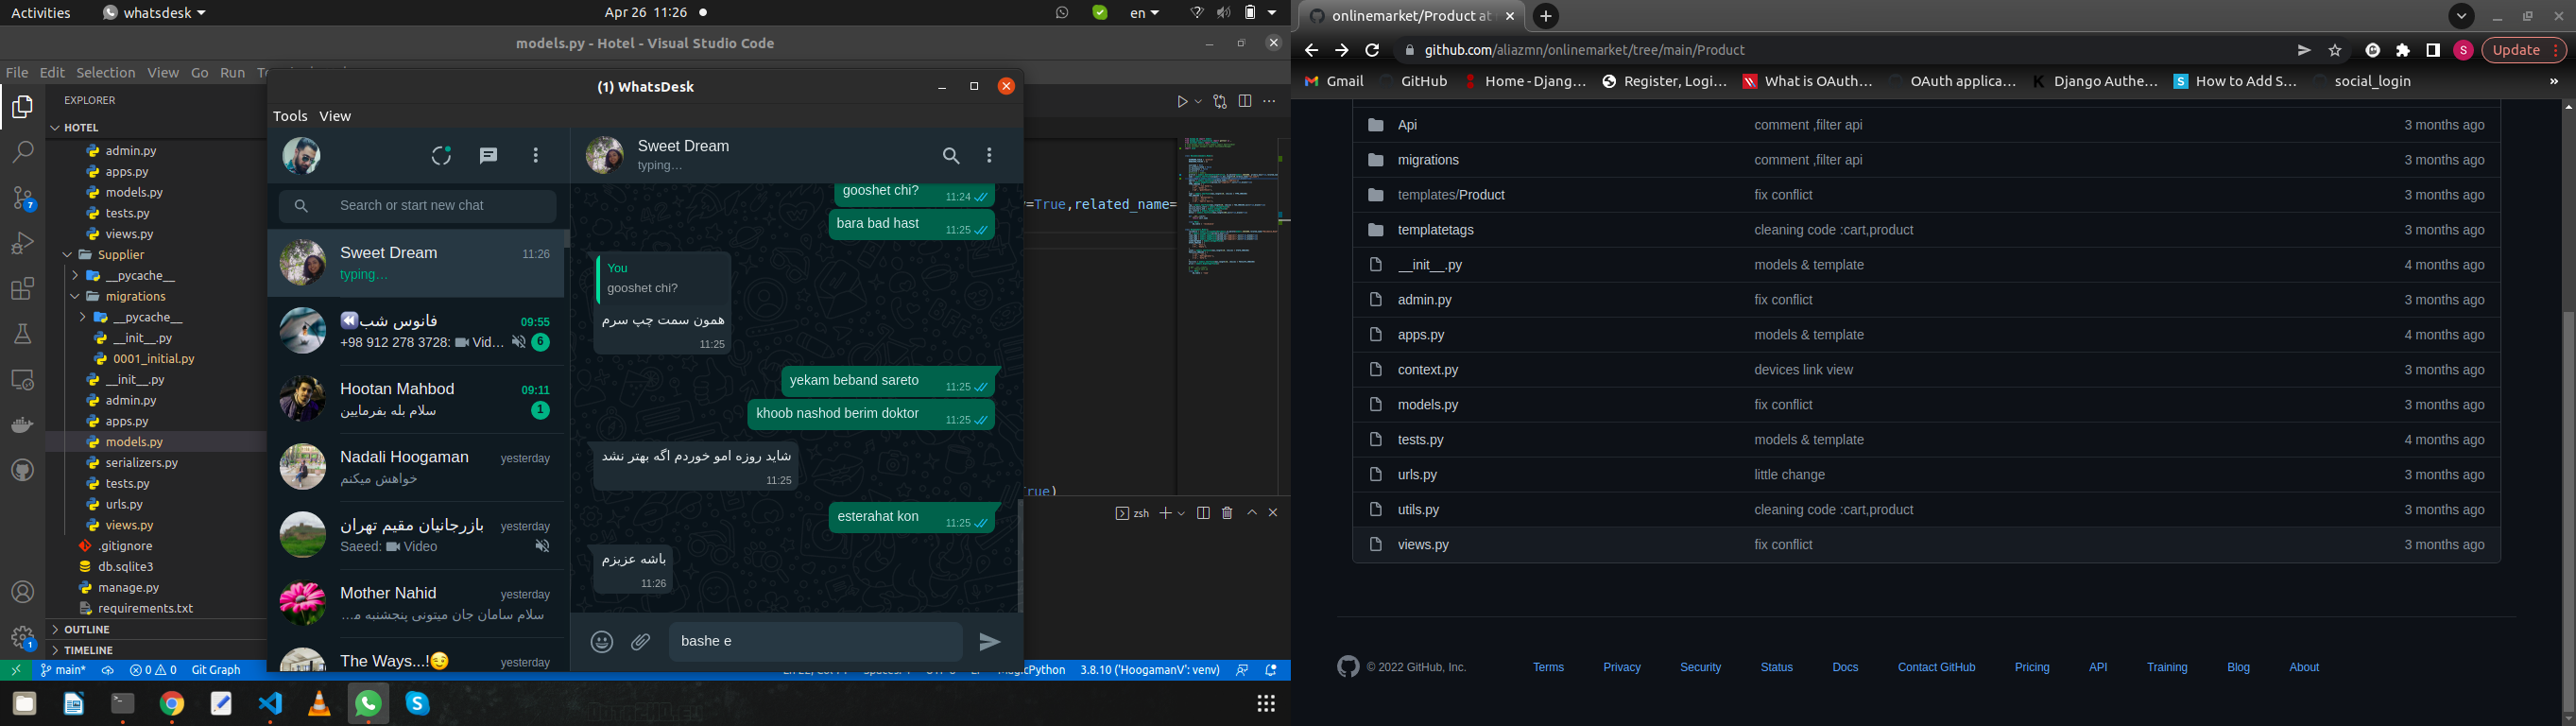 Activities
whatsdesk
Apr 26 11:26
en
models.py - Hotel - Visual Studio Code
File Edit Selection View Go Run
EXPLORER
HOTEL
admin.py
apps.py
models.py
tests.py
views.py
Supplier
__pycache__
migrations
__pycache__
__init__.py
0001_initial.py
__init__.py
admin.py
apps.py
models.py
serializers.py
tests.py
urls.py
views.py
.gitignore
db.sqlite3
manage.py
requirements.txt
OUTLINE
TIMELINE
7
1
main*
0 0
Git Graph
(1) WhatsDesk
Tools View
Search or start new chat
Sweet Dream 11:26
typing…
فانوس شب 09:55
+98 912 278 3728: Vid… 6
Hootan Mahbod 09:11
سلام بله بفرمایین 1
Nadali Hoogaman yesterday
خواهش میکنم
بازرجانیان مقیم تهران yesterday
Saeed: Video
Mother Nahid yesterday
سلام سامان جان میتونی پنجشنبه م…
The Ways...!😉 yesterday
Sweet Dream
typing…
gooshet chi? 11:24
bara bad hast 11:25
You
gooshet chi?
همون سمت چپ سرم
11:25
yekam beband sareto 11:25
khoob nashod berim doktor 11:25
شاید روزه امو خوردم اگه بهتر نشد
11:25
esterahat kon 11:25
باشه عزیزم
11:26
bashe e
=True,related_name=
rue)
zsh
Python
3.8.10 ('HoogamanV': venv)
onlinemarket/Product at
github.com/aliazmn/onlinemarket/tree/main/Product
S
Update
Gmail
GitHub
Home - Djang…
Register, Logi…
What is OAuth…
OAuth applica…
Django Authe…
How to Add S…
social_login
»
Api comment ,filter api 3 months ago
migrations comment ,filter api 3 months ago
templates/Product fix conflict 3 months ago
templatetags cleaning code :cart,product 3 months ago
__init__.py models & template 4 months ago
admin.py fix conflict 3 months ago
apps.py models & template 4 months ago
context.py devices link view 3 months ago
models.py fix conflict 3 months ago
tests.py models & template 4 months ago
urls.py little change 3 months ago
utils.py cleaning code :cart,product 3 months ago
views.py fix conflict 3 months ago
© 2022 GitHub, Inc.
Terms
Privacy
Security
Status
Docs
Contact GitHub
Pricing
API
Training
Blog
About